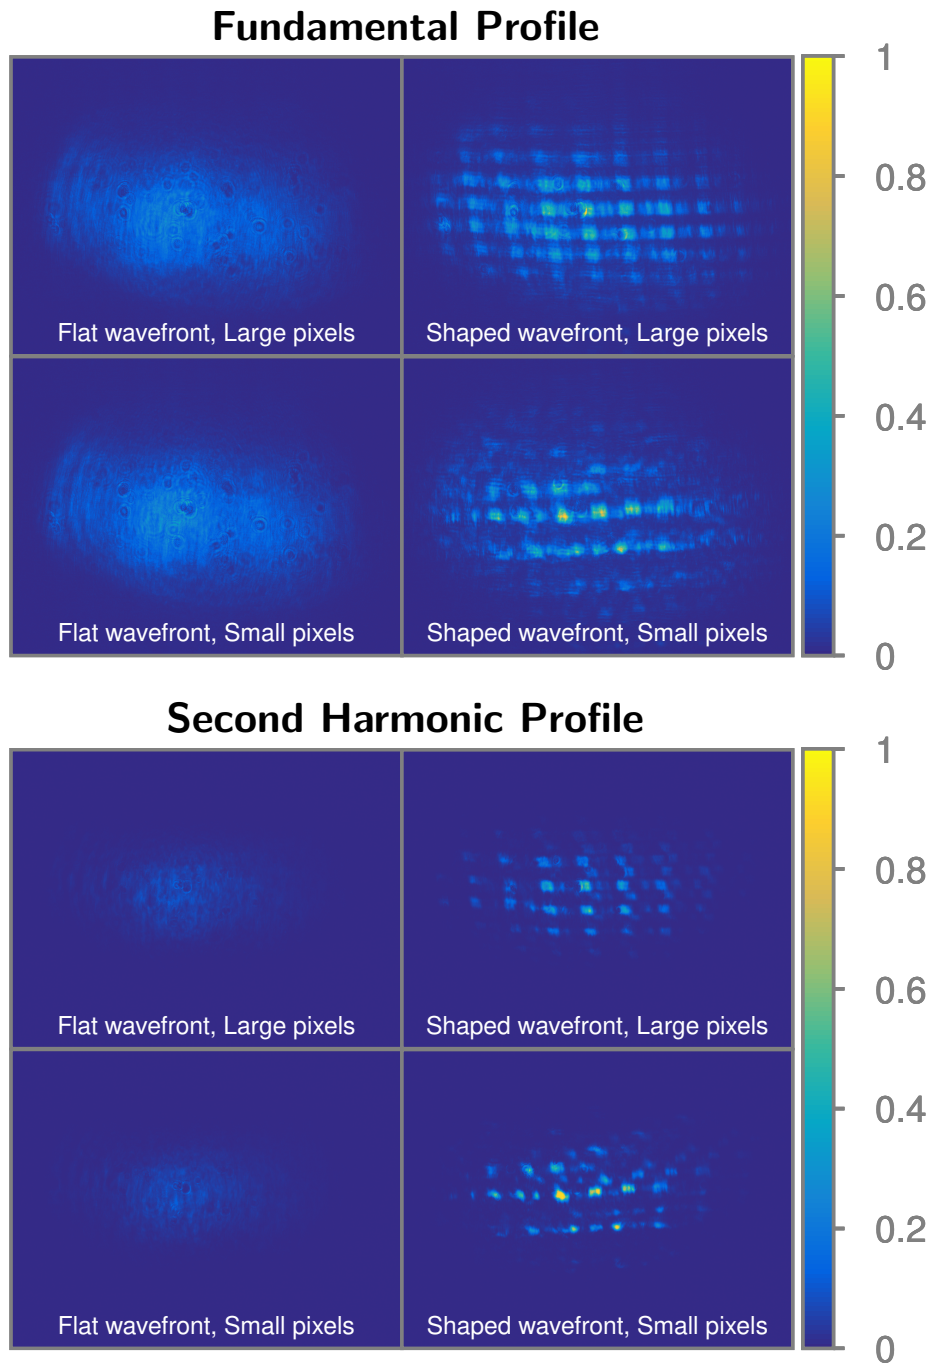 Fundamental Profile
Flat wavefront, Large pixels
Shaped wavefront, Large pixels
Flat wavefront, Small pixels
Shaped wavefront, Small pixels
1
0.8
0.6
0.4
0.2
0
Second Harmonic Profile
Flat wavefront, Large pixels
Shaped wavefront, Large pixels
Flat wavefront, Small pixels
Shaped wavefront, Small pixels
1
0.8
0.6
0.4
0.2
0